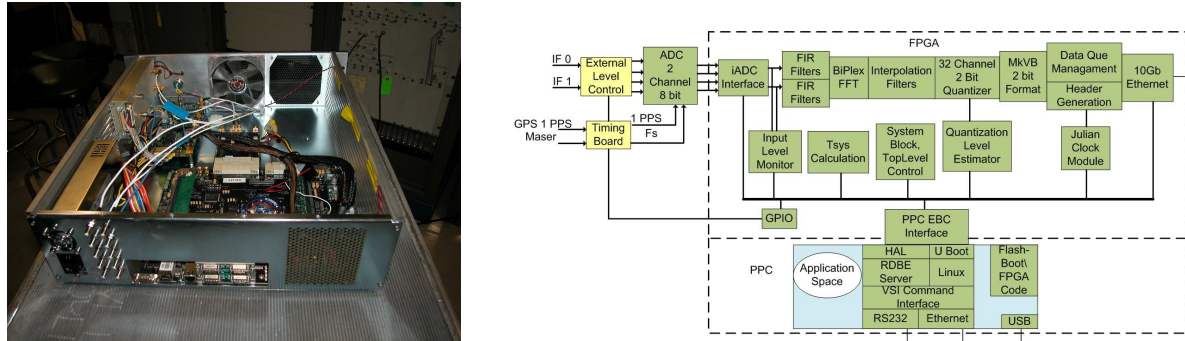 FPGA
IF 0
IF 1
External
Level
Control
ADC
2
Channel
8 bit
iADC
Interface
FIR
Filters
FIR
Filters
BiPlex
FFT
Interpolation
Filters
32 Channel
2 Bit
Quantizer
MkVB
2 bit
Format
Data Que
Managament
Header
Generation
10Gb
Ethernet
GPS 1 PPS
Maser
Timing
Board
1 PPS
Fs
Input
Level
Monitor
Tsys
Calculation
System
Block,
TopLevel
Control
Quantization
Level
Estimator
Julian
Clock
Module
GPIO
PPC EBC
Interface
PPC
Application
Space
HAL
U Boot
RDBE
Server
Linux
VSI Command
Interface
RS232
Ethernet
Flash-
Boot\
FPGA
Code
USB